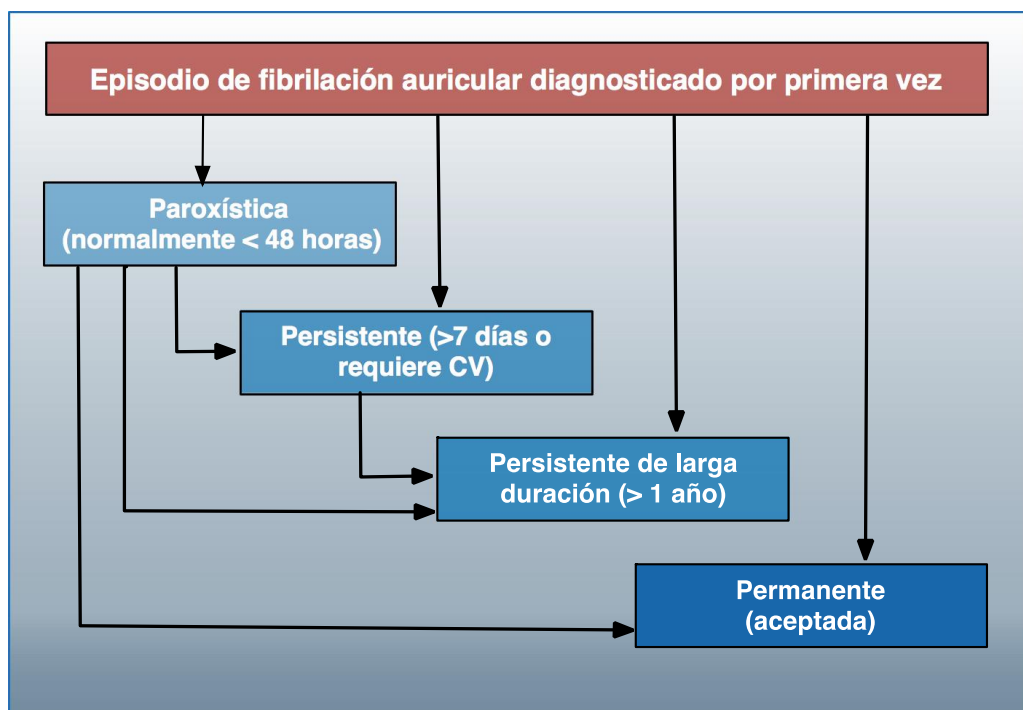 Episodio de fibrilación auricular diagnosticado por primera vez
Paroxística
(normalmente < 48 horas)
Persistente (>7 días o
requiere CV)
Persistente de larga
duración (> 1 año)
Permanente
(aceptada)